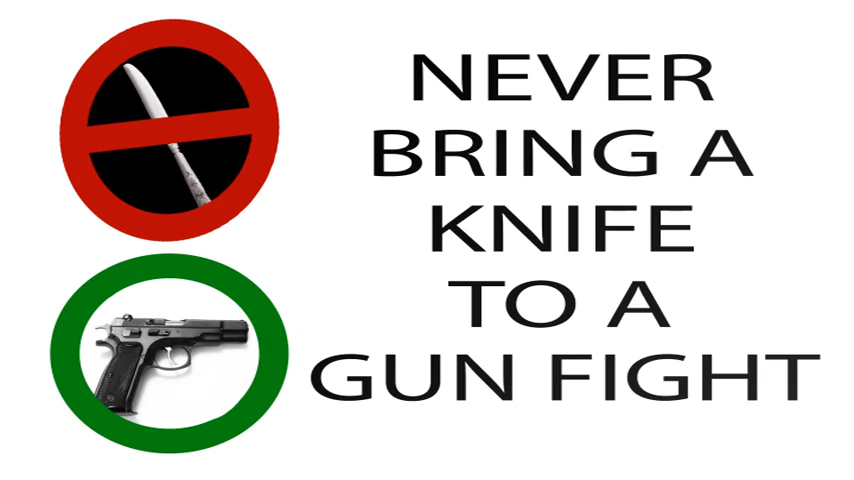 NEVER
BRING A
KNIFE
TO A
GUN FIGHT